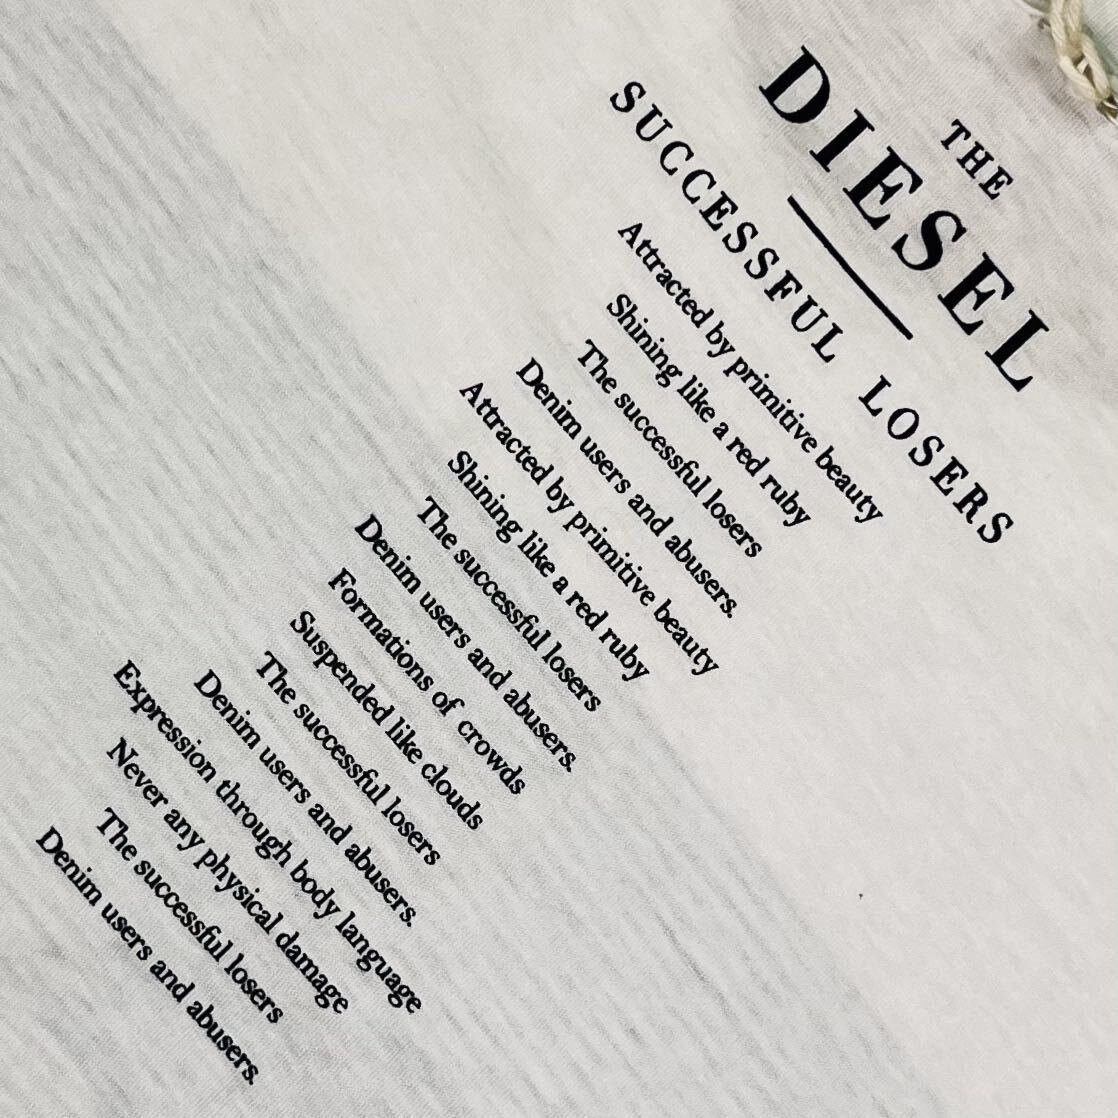 THE
DIESEL
SUCCESSFUL LOSERS
Attracted by primitive beauty
Shining like a red ruby
The successful losers
Denim users and abusers.
Attracted by primitive beauty
Shining like a red ruby
The successful losers
Denim users and abusers.
Formations of crowds
Suspended like clouds
The successful losers
Denim users and abusers.
Expression through body language
Never any physical damage
The successful losers
Denim users and abusers.